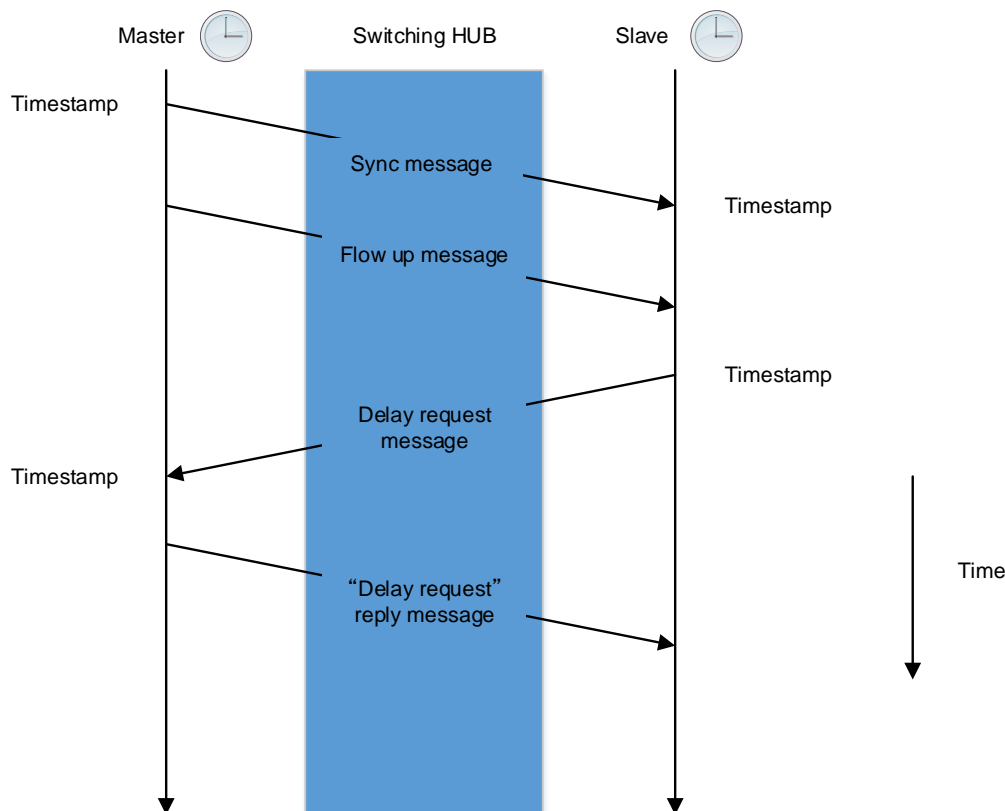 Master
Switching HUB
Slave
Timestamp
Sync message
Timestamp
Flow up message
Timestamp
Delay request
message
Timestamp
Time
“Delay request”
reply message